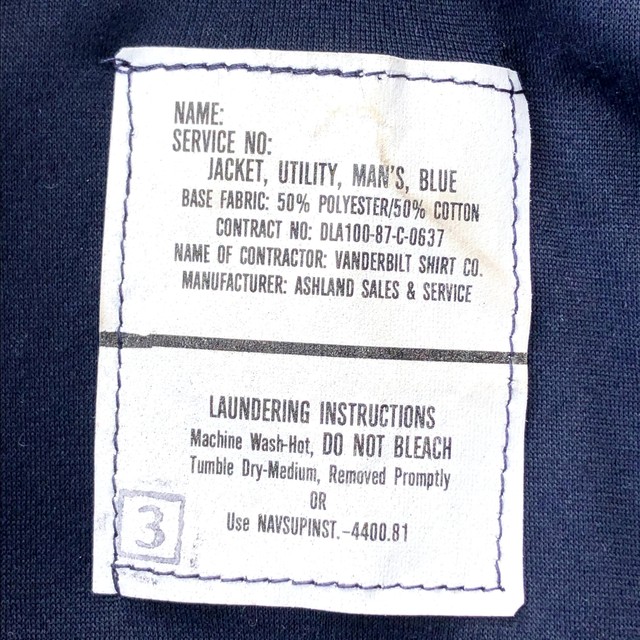 NAME:
SERVICE NO:
JACKET, UTILITY, MAN'S, BLUE
BASE FABRIC: 50% POLYESTER/50% COTTON
CONTRACT NO: DLA100-87-C-0637
NAME OF CONTRACTOR: VANDERBILT SHIRT CO.
MANUFACTURER: ASHLAND SALES & SERVICE
LAUNDERING INSTRUCTIONS
Machine Wash-Hot, DO NOT BLEACH
Tumble Dry-Medium, Removed Promptly
OR
Use NAVSUPINST.-4400.81
3